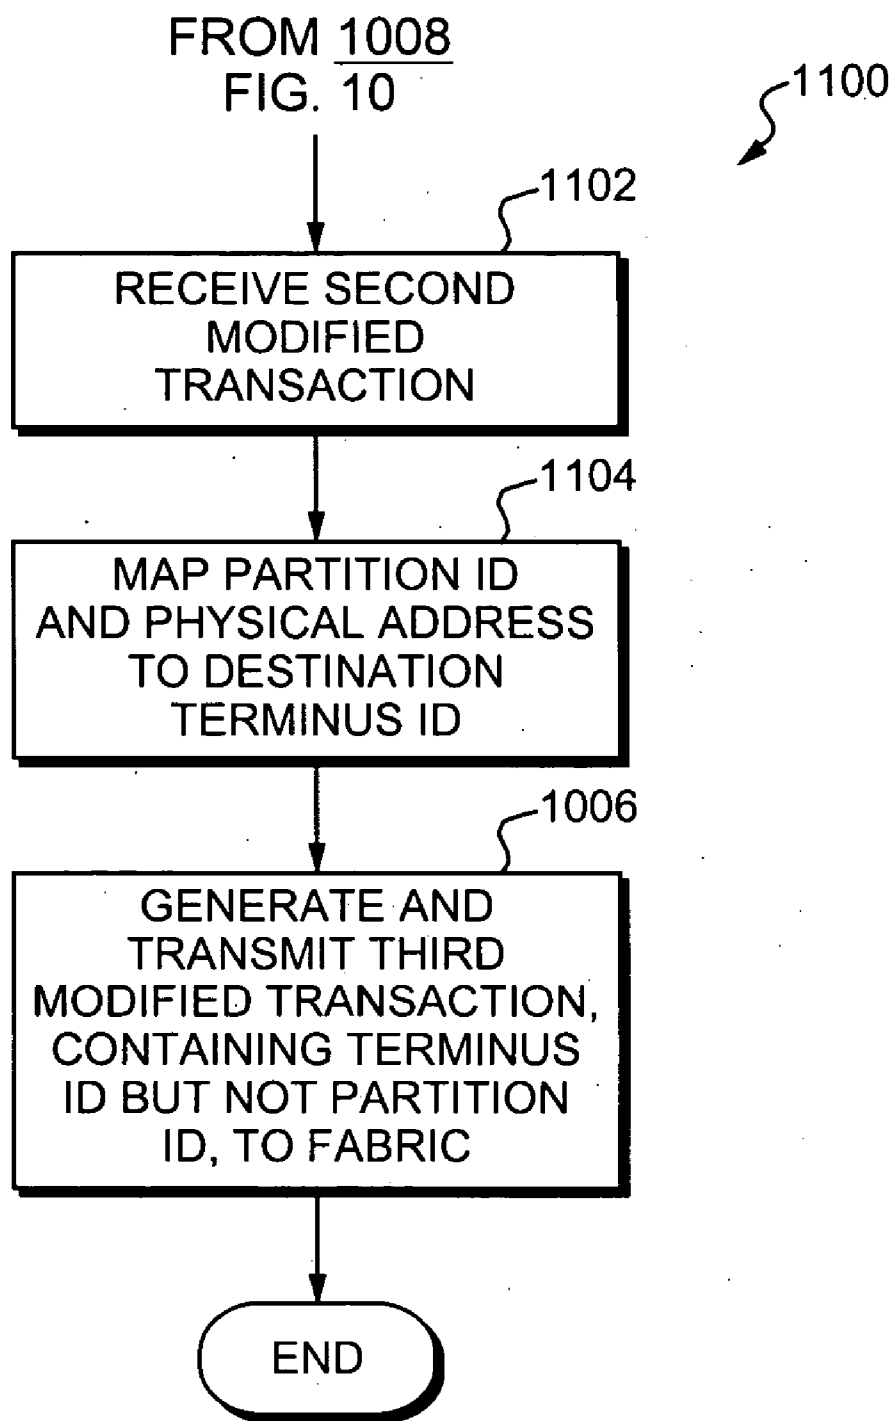 FROM 1008
FIG. 10
1100
1102
RECEIVE SECOND
MODIFIED
TRANSACTION
1104
MAP PARTITION ID
AND PHYSICAL ADDRESS
TO DESTINATION
TERMINUS ID
1006
GENERATE AND
TRANSMIT THIRD
MODIFIED TRANSACTION,
CONTAINING TERMINUS
ID BUT NOT PARTITION
ID, TO FABRIC
END